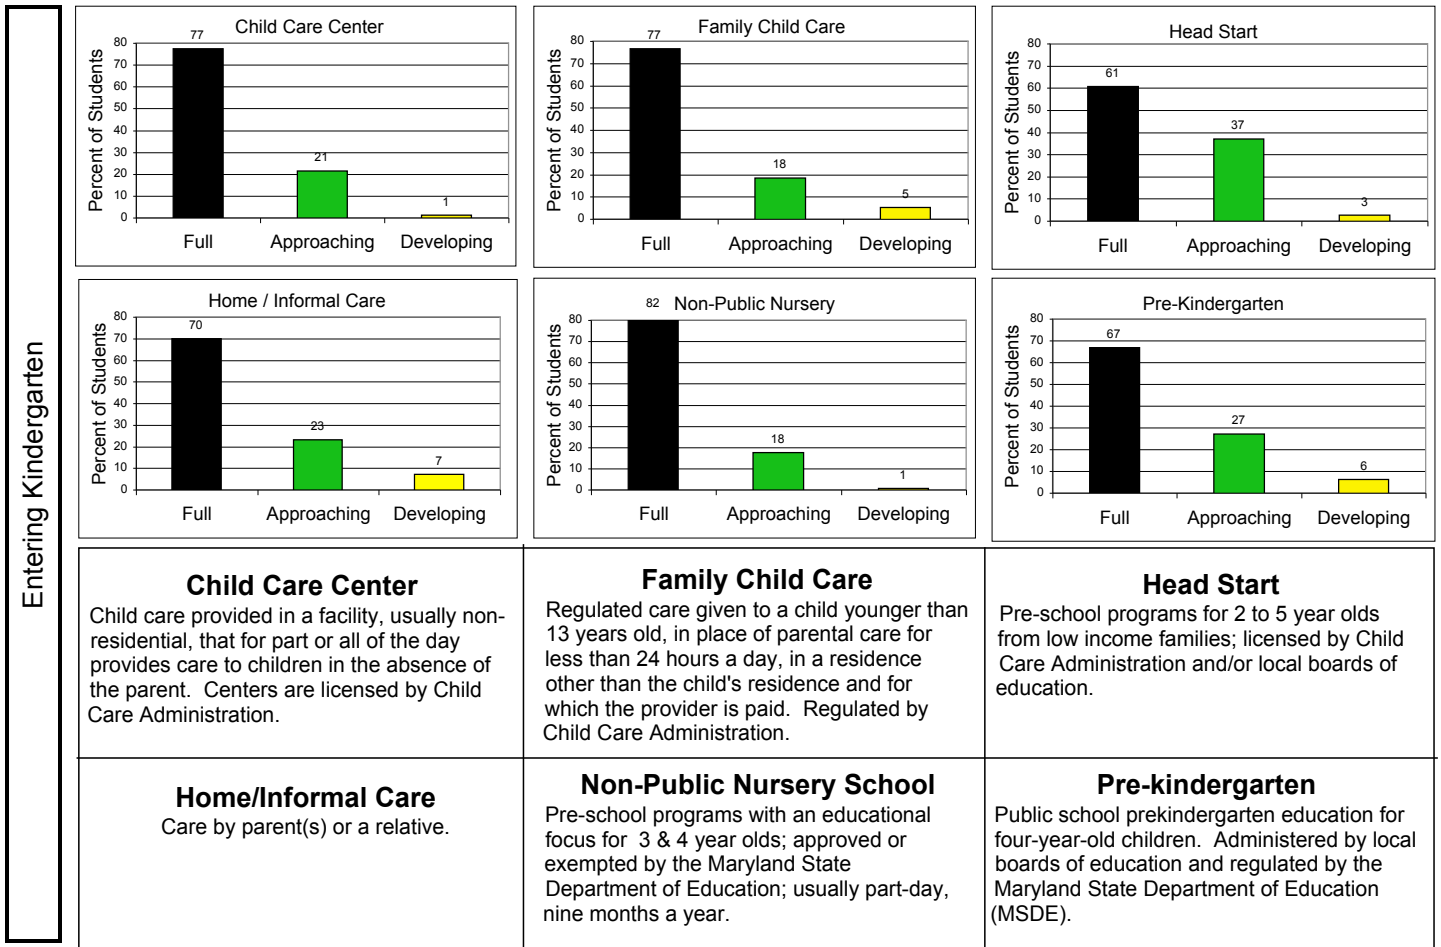 Entering Kindergarten
Child Care Center
Percent of Students
80
70
60
50
40
30
20
10
0
77
21
1
Full Approaching Developing
Family Child Care
Percent of Students
80
70
60
50
40
30
20
10
0
77
18
5
Full Approaching Developing
Head Start
Percent of Students
80
70
60
50
40
30
20
10
0
61
37
3
Full Approaching Developing
Home / Informal Care
Percent of Students
80
70
60
50
40
30
20
10
0
70
23
7
Full Approaching Developing
Non-Public Nursery
Percent of Students
80
70
60
50
40
30
20
10
0
82
18
1
Full Approaching Developing
Pre-Kindergarten
Percent of Students
80
70
60
50
40
30
20
10
0
67
27
6
Full Approaching Developing
Child Care Center
Child care provided in a facility, usually non-
residential, that for part or all of the day
provides care to children in the absence of
the parent. Centers are licensed by Child
Care Administration.
Family Child Care
Regulated care given to a child younger than
13 years old, in place of parental care for
less than 24 hours a day, in a residence
other than the child's residence and for
which the provider is paid. Regulated by
Child Care Administration.
Head Start
Pre-school programs for 2 to 5 year olds
from low income families; licensed by Child
Care Administration and/or local boards of
education.
Home/Informal Care
Care by parent(s) or a relative.
Non-Public Nursery School
Pre-school programs with an educational
focus for 3 & 4 year olds; approved or
exempted by the Maryland State
Department of Education; usually part-day,
nine months a year.
Pre-kindergarten
Public school prekindergarten education for
four-year-old children. Administered by local
boards of education and regulated by the
Maryland State Department of Education
(MSDE).